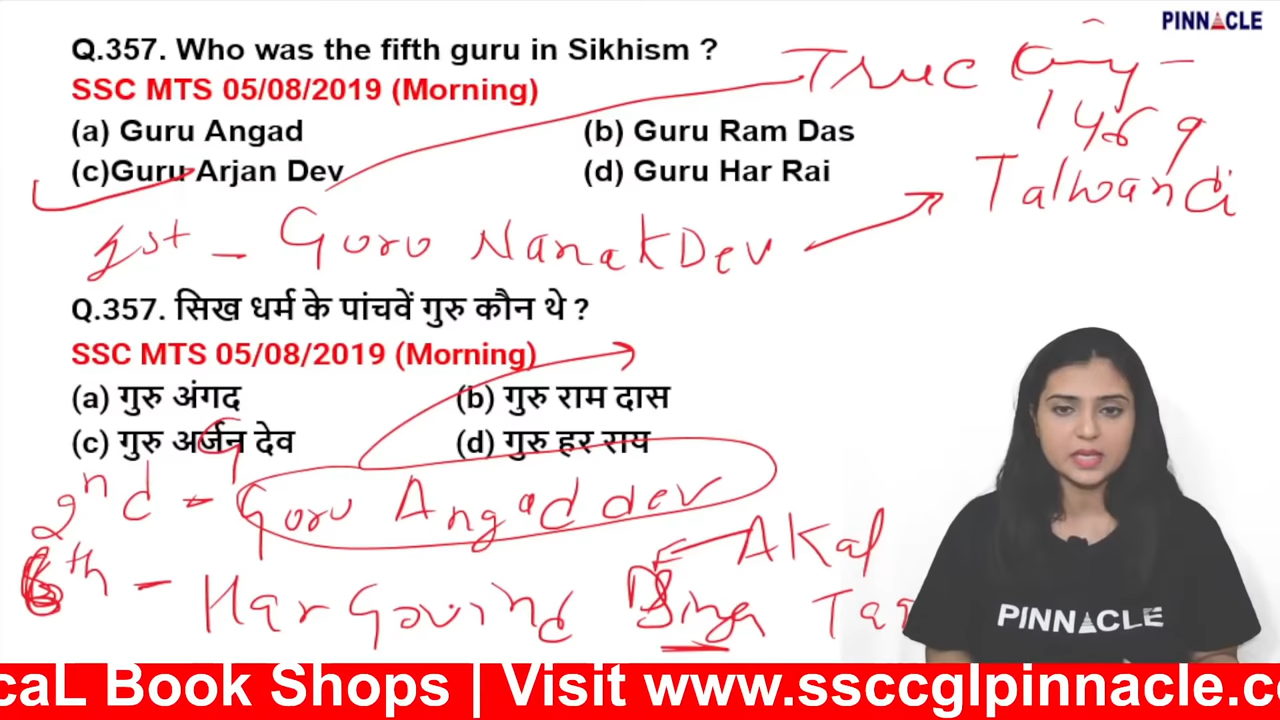 PINNACLE
Q.357. Who was the fifth guru in Sikhism ?
SSC MTS 05/08/2019 (Morning)
(a) Guru Angad (b) Guru Ram Das
(c)Guru Arjan Dev (d) Guru Har Rai
1469
Talwandi
1st - Guru Nanak Dev
Q.357. सिख धर्म के पांचवें गुरु कौन थे ?
SSC MTS 05/08/2019 (Morning)
(a) गुरु अंगद (b) गुरु राम दास
(c) गुरु अर्जन देव (d) गुरु हर राय
2nd - Guru Angad dev
Akal
6th - Har Govind
PINNACLE
caL Book Shops | Visit www.ssccglpinnacle.c